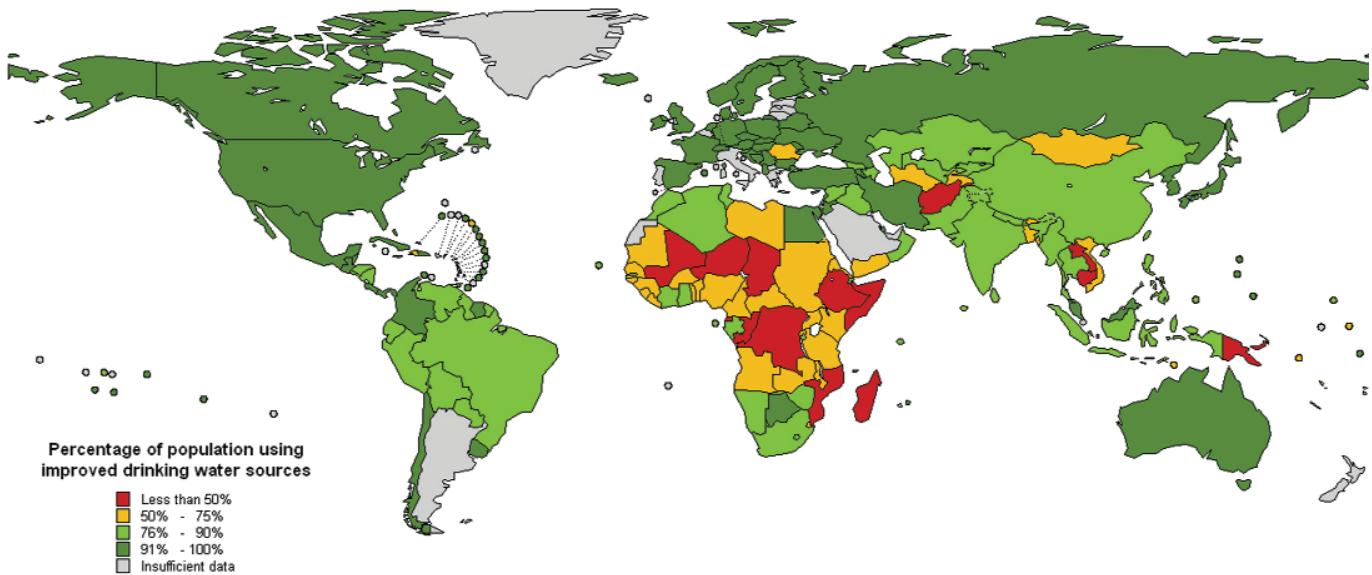 Percentage of population using
improved drinking water sources
Less than 50%
50% - 75%
76% - 90%
91% - 100%
Insufficient data